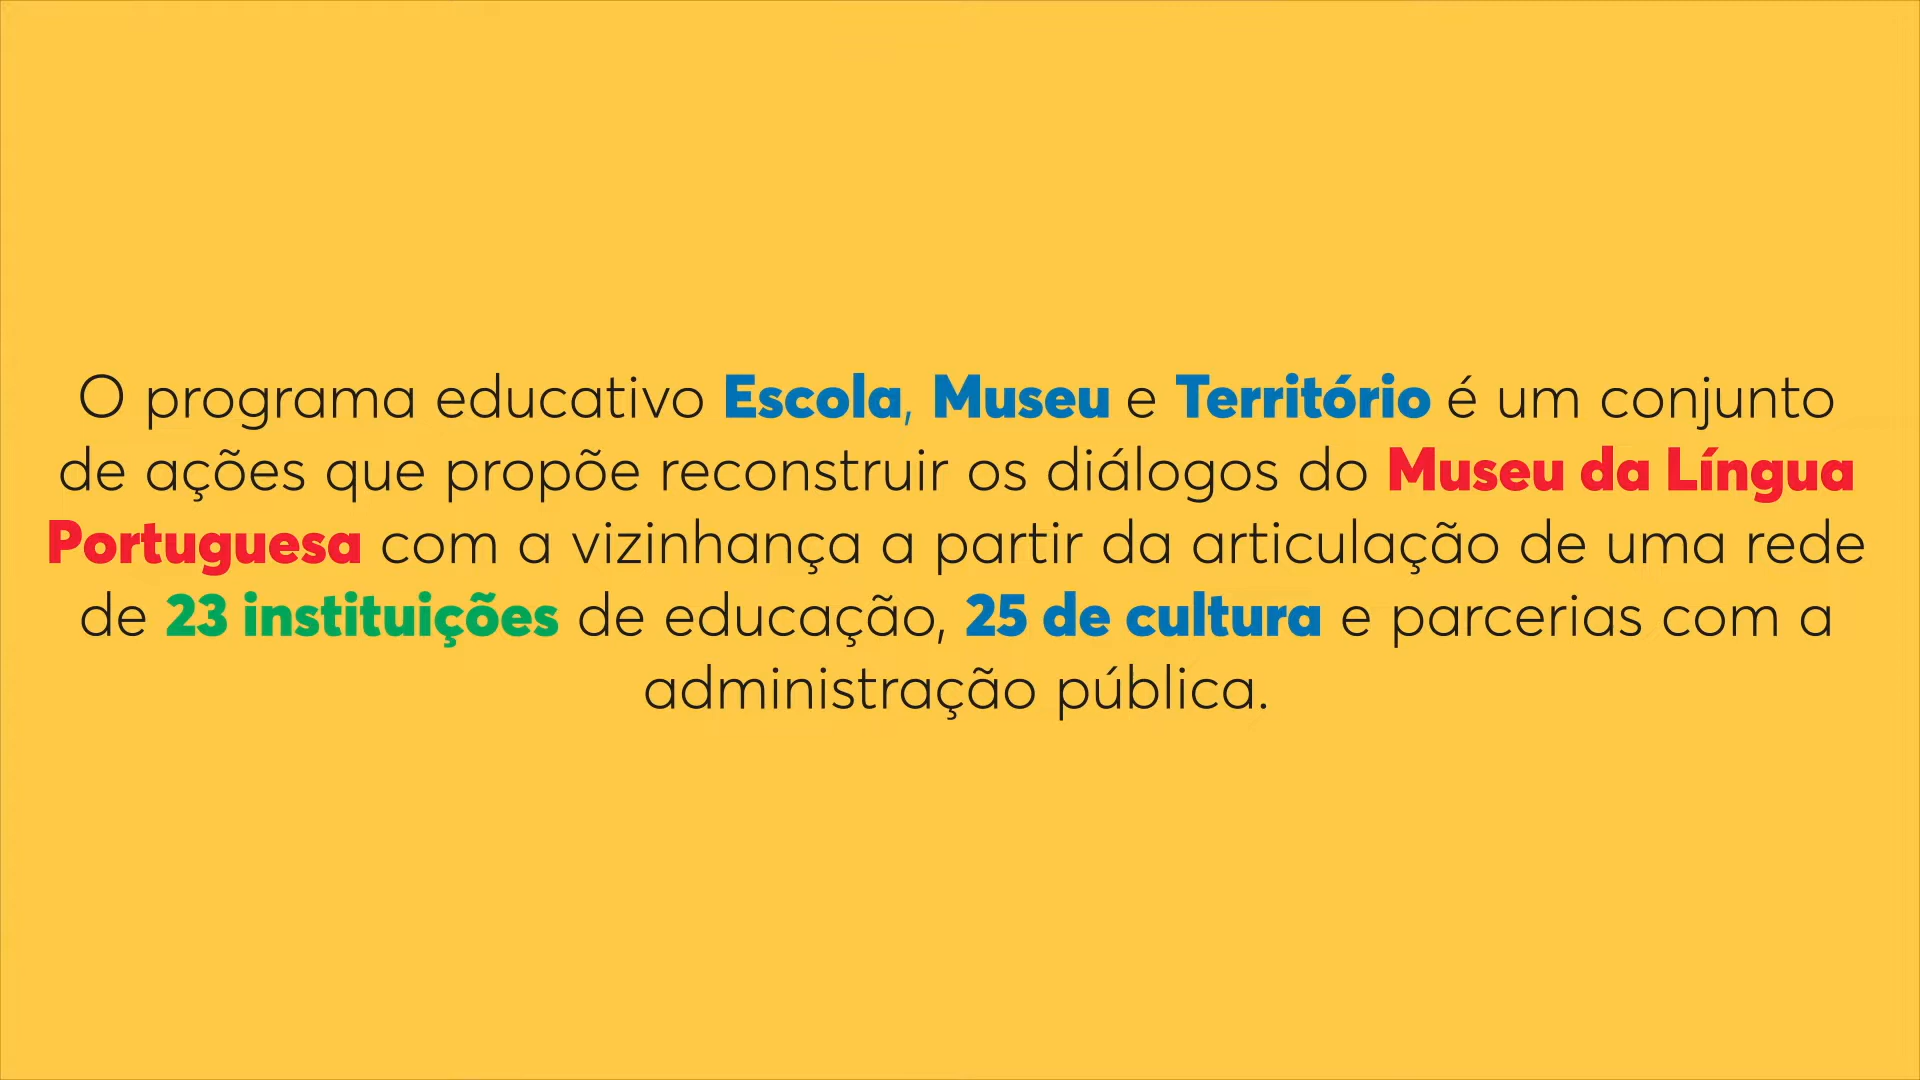 O programa educativo Escola, Museu e Território é um conjunto
de ações que propõe reconstruir os diálogos do Museu da Língua
Portuguesa com a vizinhança a partir da articulação de uma rede
de 23 instituições de educação, 25 de cultura e parcerias com a
administração pública.